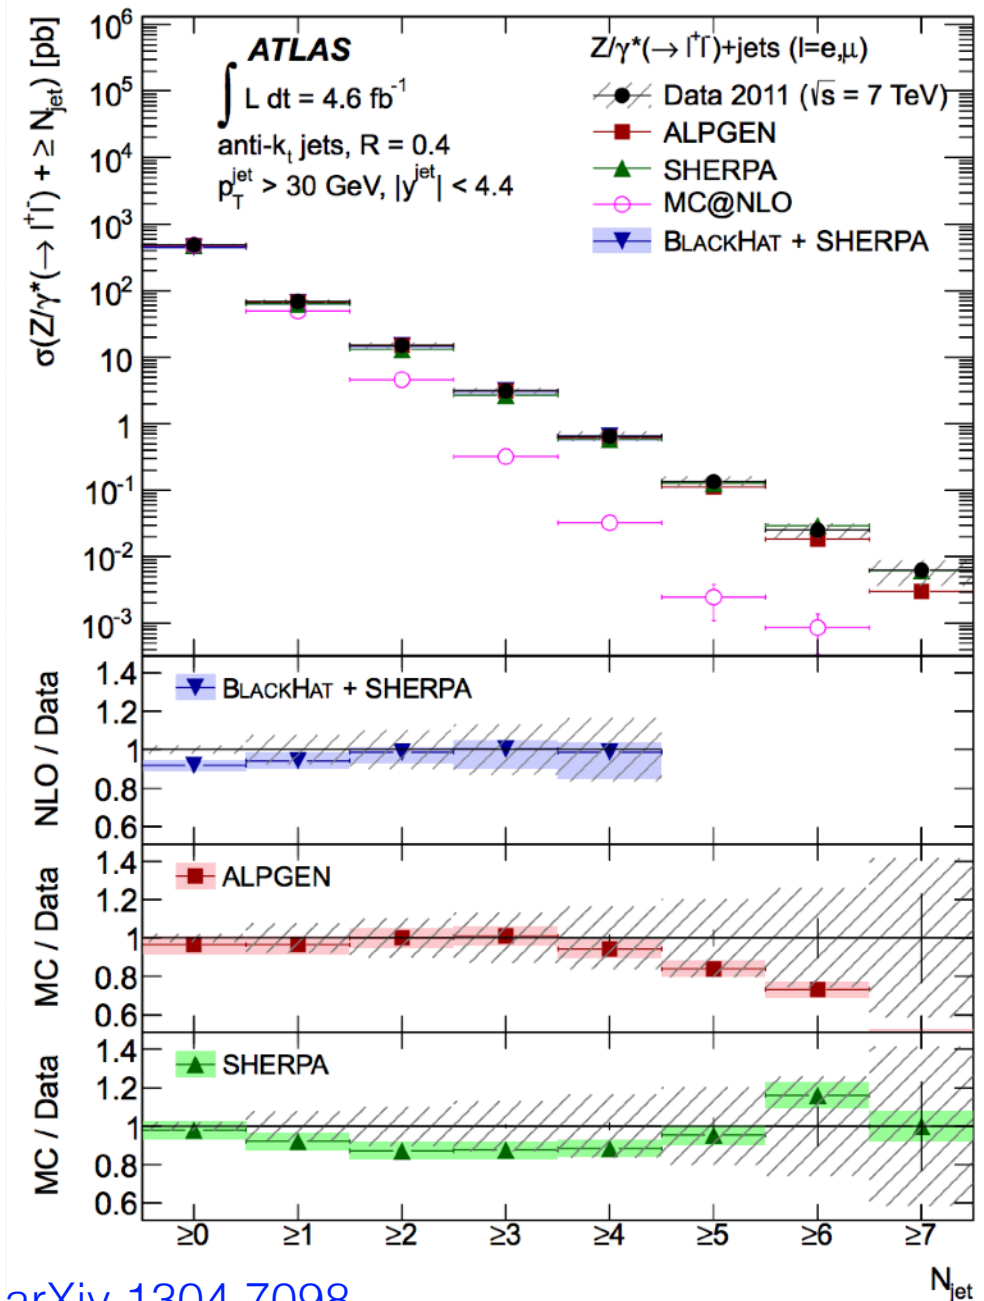 ATLAS
∫ L dt = 4.6 fb⁻¹
anti-kₜ jets, R = 0.4
p_T^jet > 30 GeV, |y^jet| < 4.4
Z/γ*(→ l⁺l⁻)+jets (l=e,μ)
Data 2011 (√s = 7 TeV)
ALPGEN
SHERPA
MC@NLO
BLACKHAT + SHERPA
σ(Z/γ*(→ l⁺l⁻) + ≥ N_jet) [pb]
10⁶
10⁵
10⁴
10³
10²
10
1
10⁻¹
10⁻²
10⁻³
NLO / Data
BLACKHAT + SHERPA
1.4
1.2
1
0.8
0.6
MC / Data
ALPGEN
1.4
1.2
1
0.8
0.6
MC / Data
SHERPA
1.4
1.2
1
0.8
0.6
≥0 ≥1 ≥2 ≥3 ≥4 ≥5 ≥6 ≥7
N_jet
arXiv 1304.7098